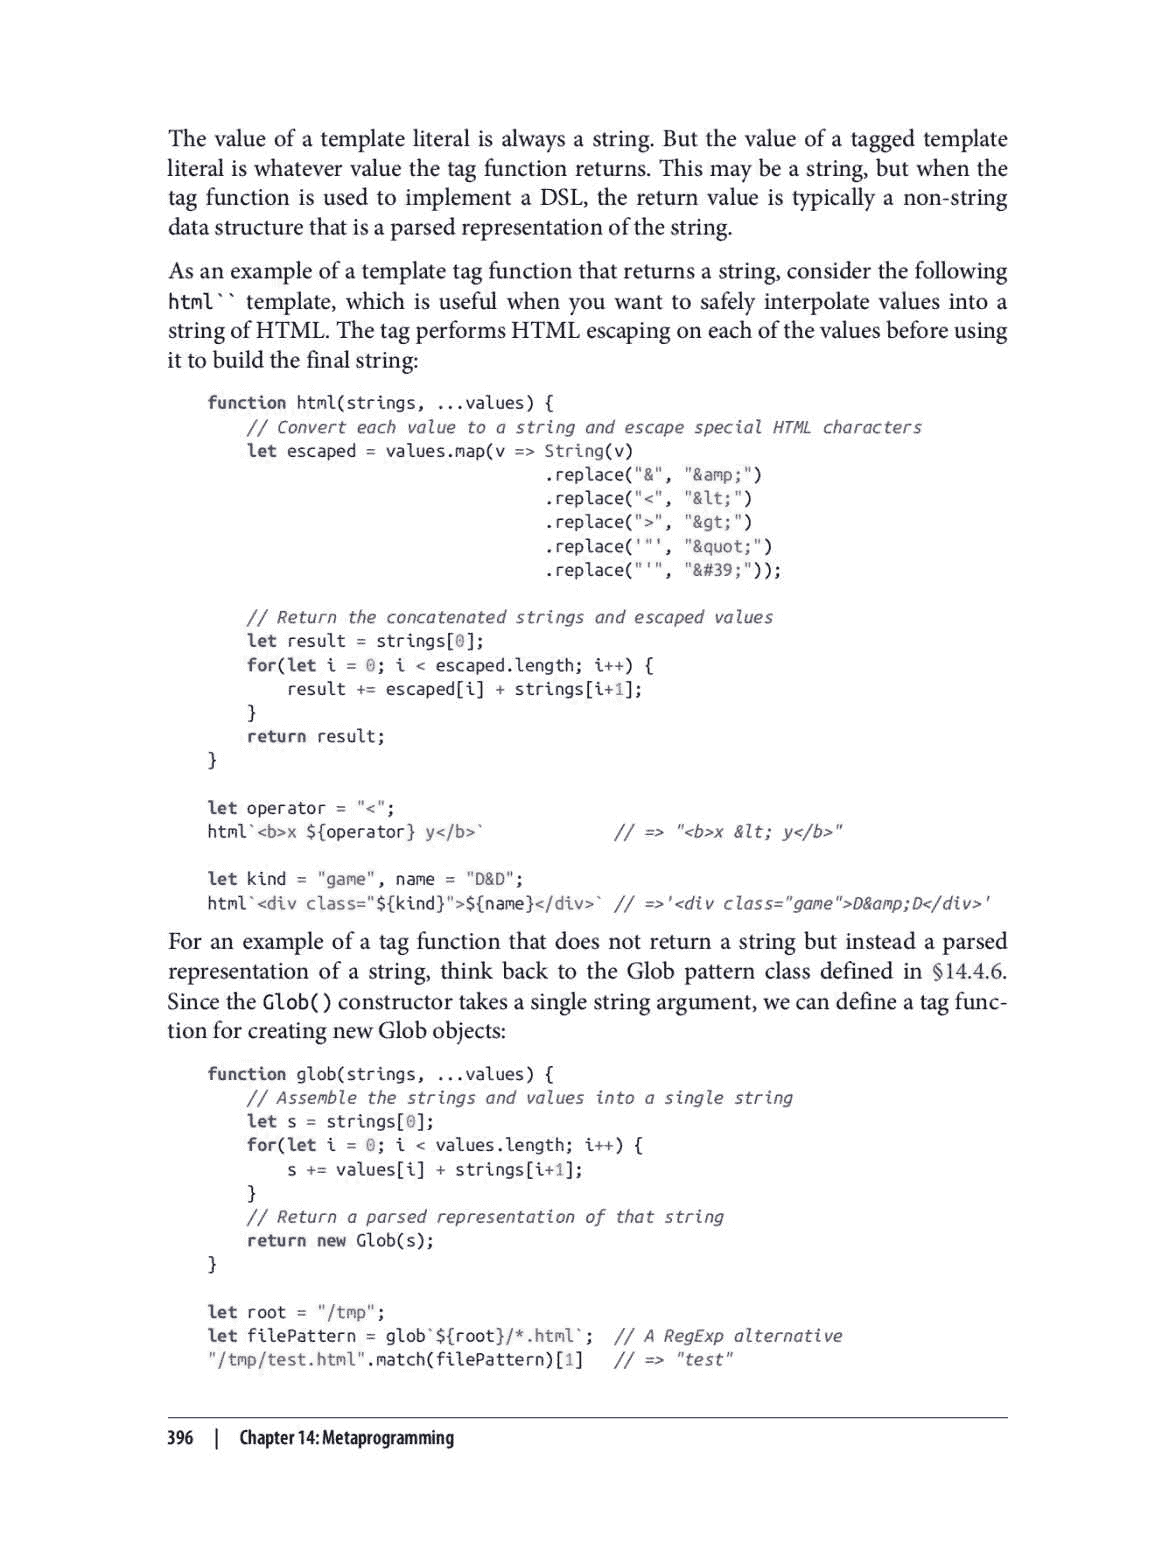 The value of a template literal is always a string. But the value of a tagged template
literal is whatever value the tag function returns. This may be a string, but when the
tag function is used to implement a DSL, the return value is typically a non-string
data structure that is a parsed representation of the string.
As an example of a template tag function that returns a string, consider the following
html`` template, which is useful when you want to safely interpolate values into a
string of HTML. The tag performs HTML escaping on each of the values before using
it to build the final string:
function html(strings, ...values) {
    // Convert each value to a string and escape special HTML characters
    let escaped = values.map(v => String(v)
                                  .replace("&", "&amp;")
                                  .replace("<", "&lt;")
                                  .replace(">", "&gt;")
                                  .replace('"', "&quot;")
                                  .replace("'", "&#39;"));
    // Return the concatenated strings and escaped values
    let result = strings[0];
    for(let i = 0; i < escaped.length; i++) {
        result += escaped[i] + strings[i+1];
    }
    return result;
}
let operator = "<";
html`<b>x ${operator} y</b>`             // => "<b>x &lt; y</b>"
let kind = "game", name = "D&D";
html`<div class="${kind}">${name}</div>` // =>'<div class="game">D&amp;D</div>'
For an example of a tag function that does not return a string but instead a parsed
representation of a string, think back to the Glob pattern class defined in §14.4.6.
Since the Glob() constructor takes a single string argument, we can define a tag func-
tion for creating new Glob objects:
function glob(strings, ...values) {
    // Assemble the strings and values into a single string
    let s = strings[0];
    for(let i = 0; i < values.length; i++) {
        s += values[i] + strings[i+1];
    }
    // Return a parsed representation of that string
    return new Glob(s);
}
let root = "/tmp";
let filePattern = glob`${root}/*.html`;  // A RegExp alternative
"/tmp/test.html".match(filePattern)[1]   // => "test"
396 | Chapter 14: Metaprogramming